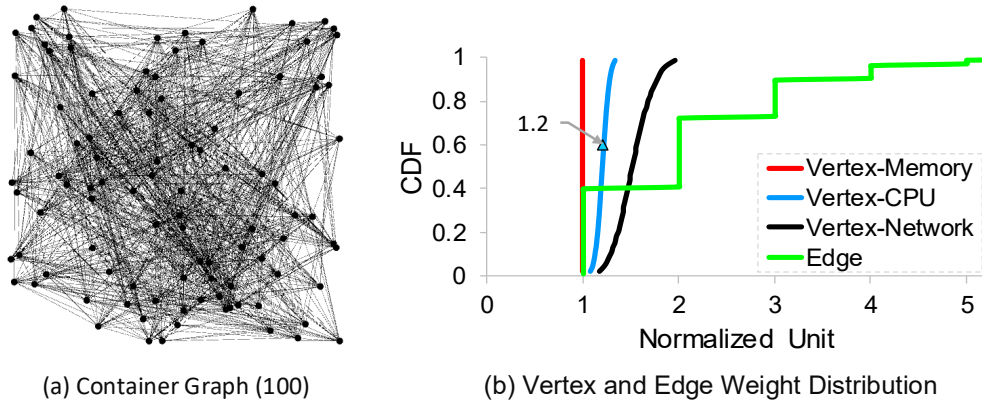 1
0.8
0.6
0.4
0.2
0
CDF
1.2
Vertex-Memory
Vertex-CPU
Vertex-Network
Edge
0 1 2 3 4 5
Normalized Unit
(a) Container Graph (100)
(b) Vertex and Edge Weight Distribution